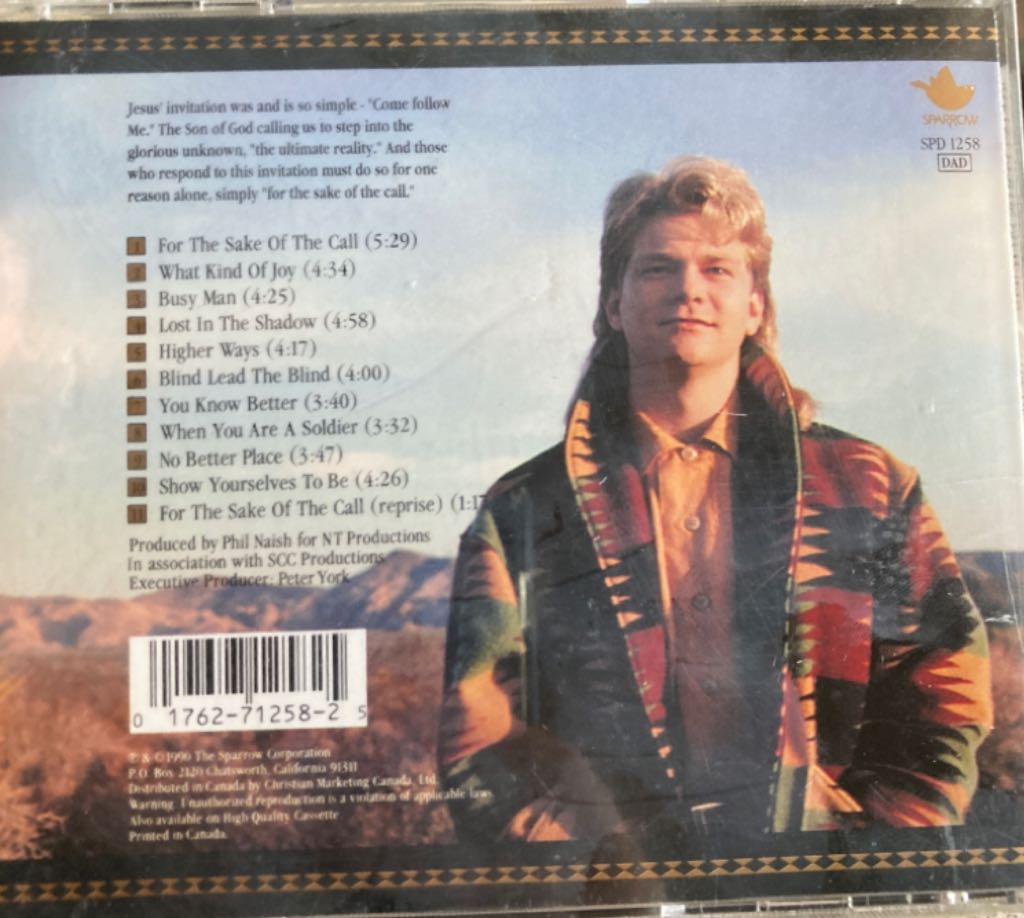 Jesus' invitation was and is so simple - "Come follow
Me." The Son of God calling us to step into the
glorious unknown, "the ultimate reality." And those
who respond to this invitation must do so for one
reason alone, simply "for the sake of the call."
SPARROW
SPD 1258
DAD
1 For The Sake Of The Call (5:29)
2 What Kind Of Joy (4:34)
3 Busy Man (4:25)
4 Lost In The Shadow (4:58)
5 Higher Ways (4:17)
6 Blind Lead The Blind (4:00)
7 You Know Better (3:40)
8 When You Are A Soldier (3:32)
9 No Better Place (3:47)
10 Show Yourselves To Be (4:26)
11 For The Sake Of The Call (reprise) (1:17
Produced by Phil Naish for NT Productions
In association with SCC Productions
Executive Producer: Peter York
0 1762-71258-2 5
℗ & © 1990 The Sparrow Corporation
P.O. Box 2120 Chatsworth, California 91311
Distributed in Canada by Christian Marketing Canada, Ltd.
Warning: Unauthorized reproduction is a violation of applicable laws
Also available on High Quality Cassette
Printed in Canada.